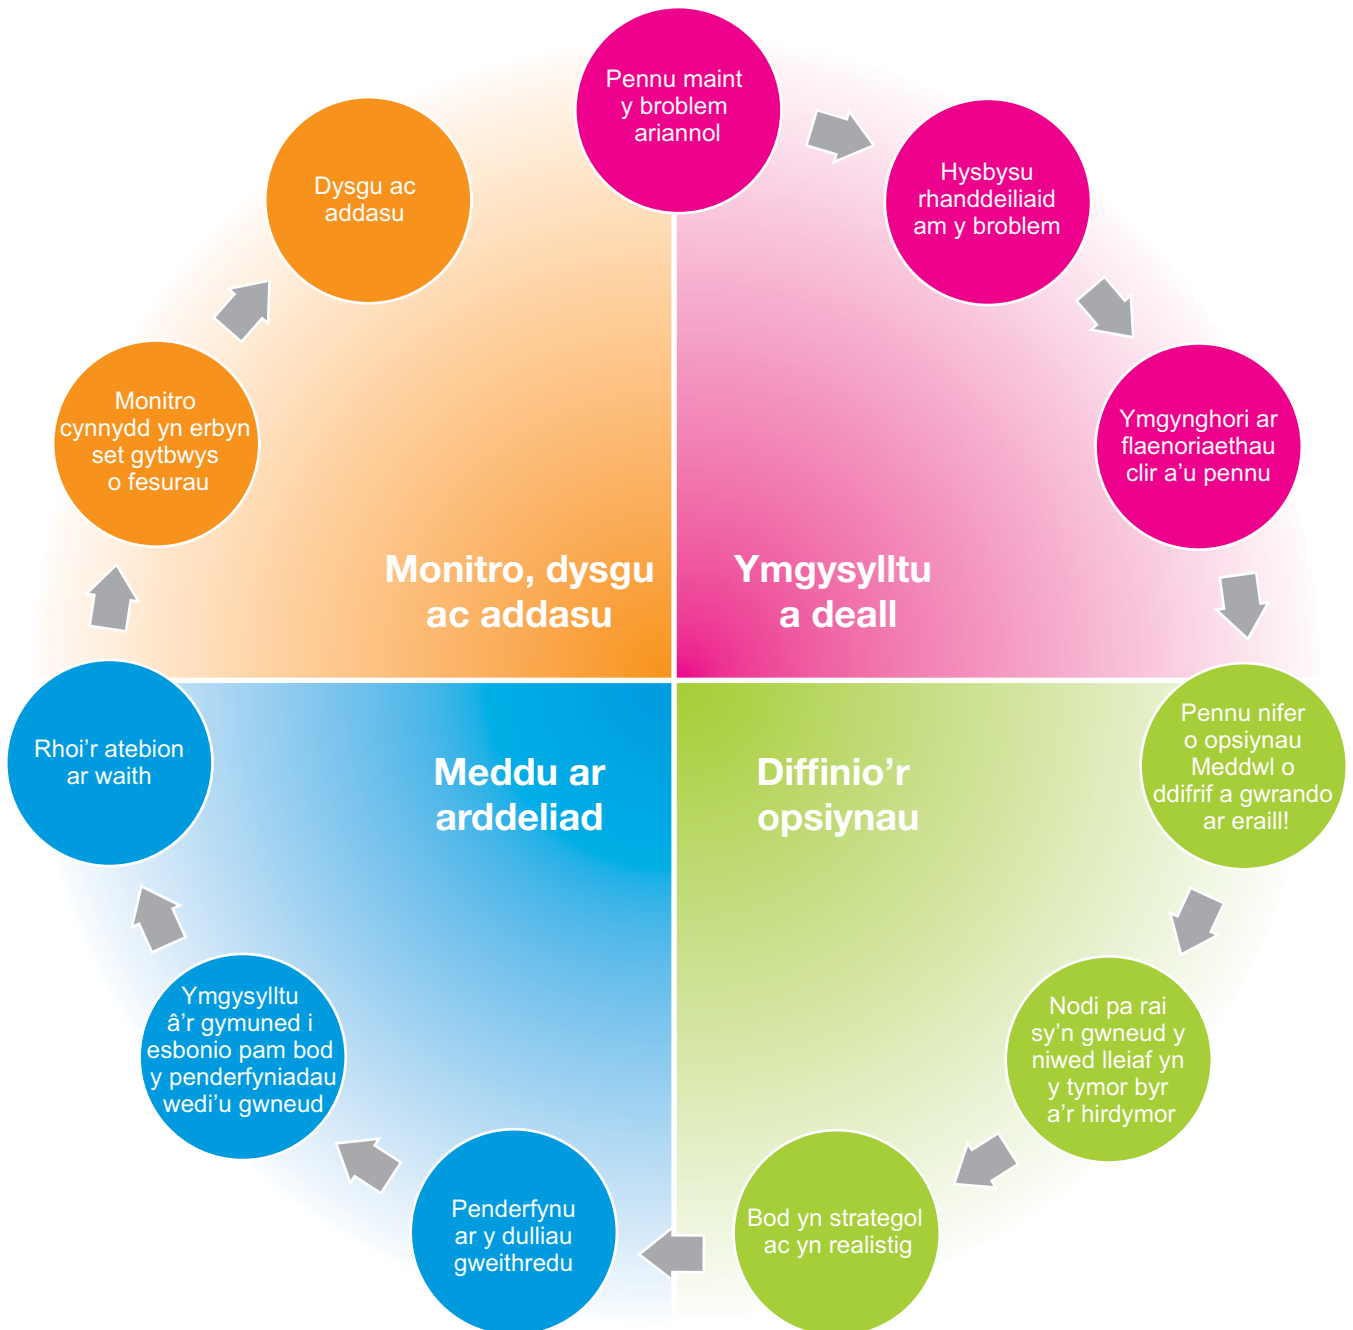 Pennu maint
y broblem
ariannol
Hysbysu
rhanddeiliaid
am y broblem
Ymgynghori ar
flaenoriaethau
clir a'u pennu
Pennu nifer
o opsiynau
Meddwl o
ddifrif a gwrando
ar eraill!
Nodi pa rai
sy'n gwneud y
niwed lleiaf yn
y tymor byr
a'r hirdymor
Bod yn strategol
ac yn realistig
Penderfynu
ar y dulliau
gweithredu
Ymgysylltu
â'r gymuned i
esbonio pam bod
y penderfyniadau
wedi'u gwneud
Rhoi'r atebion
ar waith
Monitro
cynnydd yn erbyn
set gytbwys
o fesurau
Dysgu ac
addasu
Monitro, dysgu
ac addasu
Ymgysylltu
a deall
Meddu ar
arddeliad
Diffinio'r
opsiynau